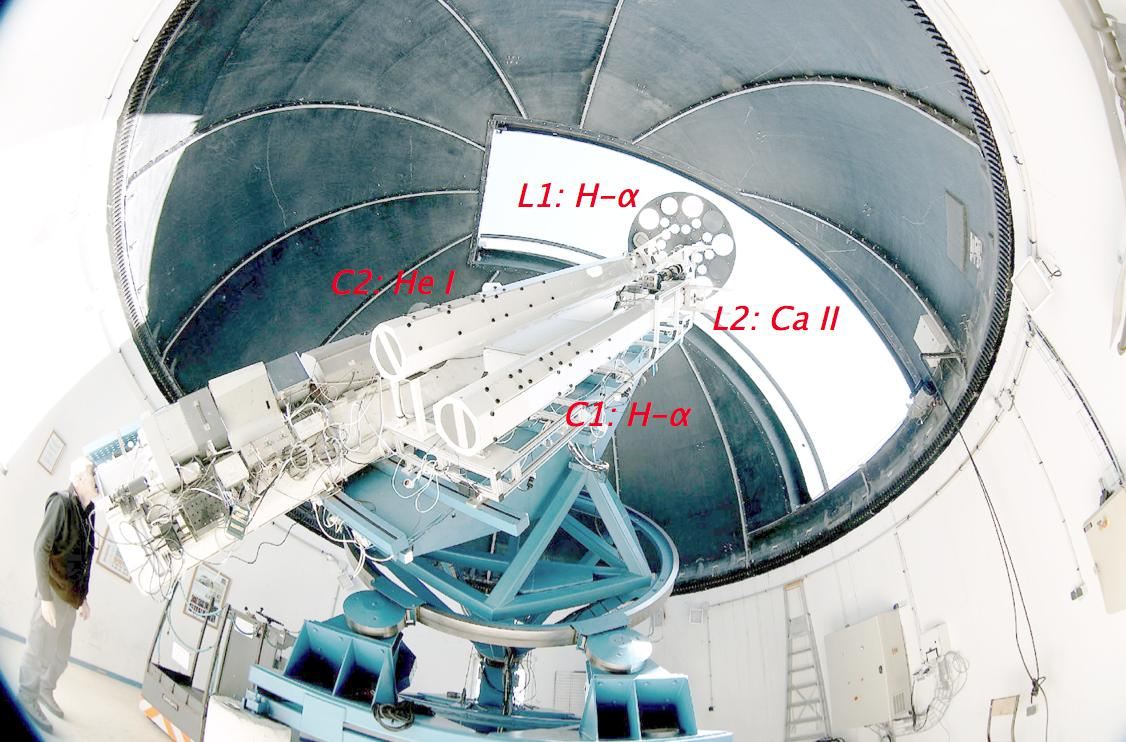 L1: H-α
C2: He I
L2: Ca II
C1: H-α